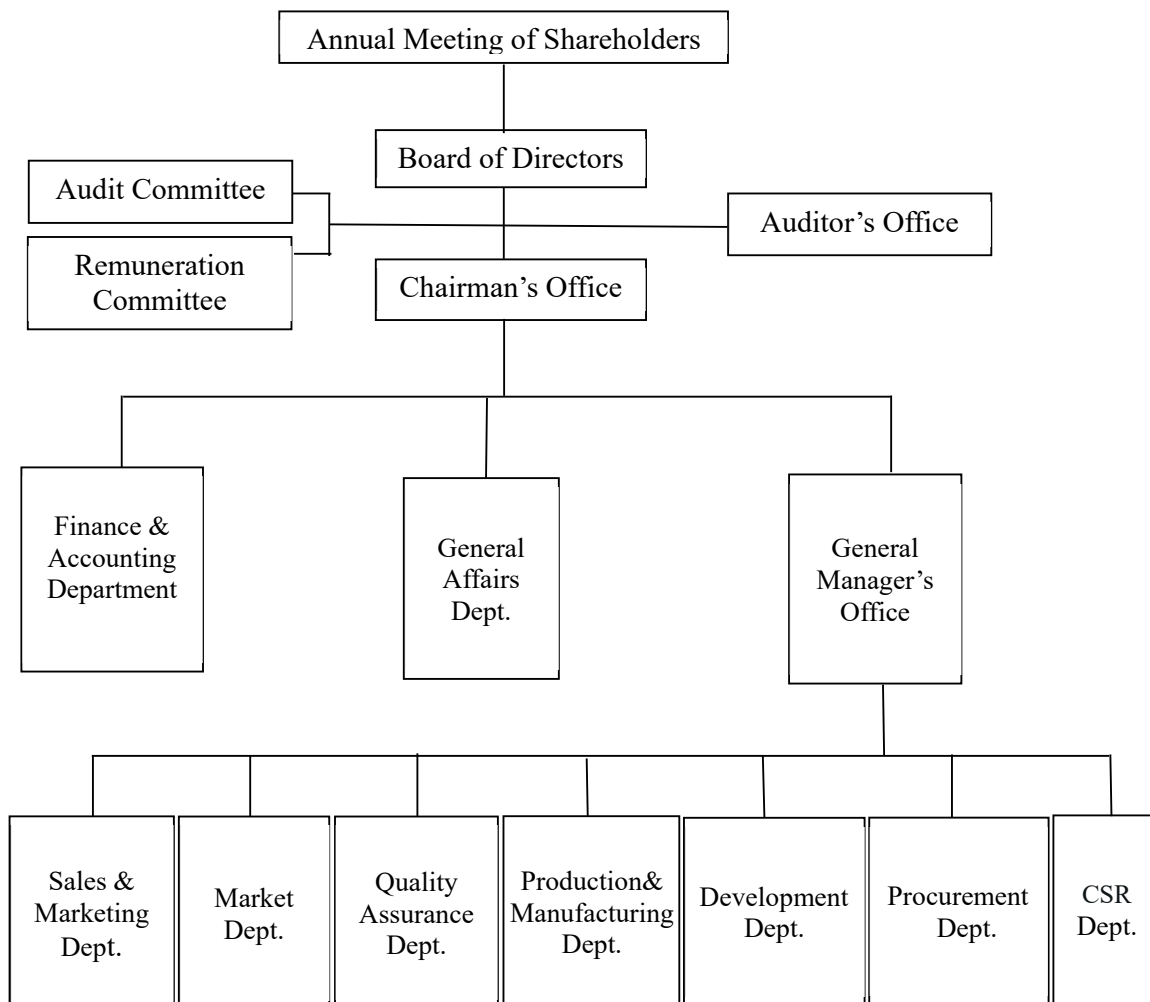 Annual Meeting of Shareholders
Board of Directors
Audit Committee
Auditor’s Office
Remuneration
Committee
Chairman’s Office
Finance &
Accounting
Department
General
Affairs
Dept.
General
Manager’s
Office
Sales &
Marketing
Dept.
Market
Dept.
Quality
Assurance
Dept.
Production&
Manufacturing
Dept.
Development
Dept.
Procurement
Dept.
CSR
Dept.